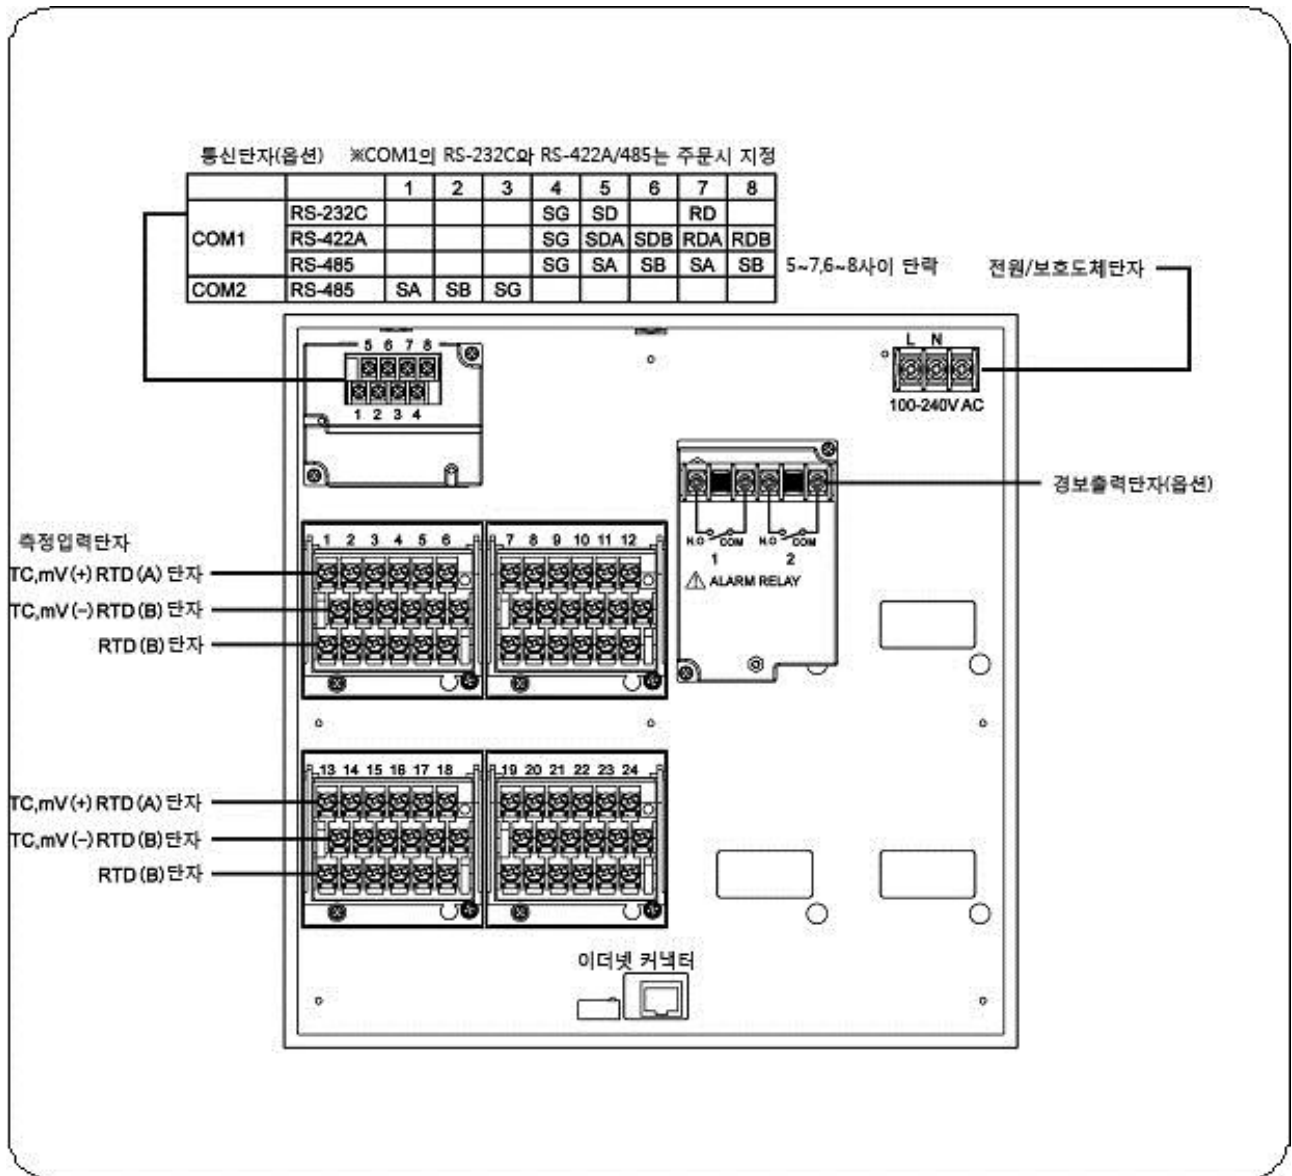 통신단자(옵션) ※COM1의 RS-232C와 RS-422A/485는 주문시 지정
1 2 3 4 5 6 7 8
COM1 RS-232C SG SD RD
RS-422A SG SDA SDB RDA RDB
RS-485 SG SA SB SA SB 5~7,6~8사이 단락
COM2 RS-485 SA SB SG
전원/보호도체단자
5 6 7 8
1 2 3 4
L N
100-240V AC
경보출력단자(옵션)
N.O COM N.O COM
1 2
⚠ ALARM RELAY
측정입력단자
1 2 3 4 5 6 7 8 9 10 11 12
TC,mV(+) RTD(A) 단자
TC,mV(-) RTD(B) 단자
RTD(B) 단자
13 14 15 16 17 18 19 20 21 22 23 24
TC,mV(+) RTD(A) 단자
TC,mV(-) RTD(B) 단자
RTD(B) 단자
이더넷 커넥터